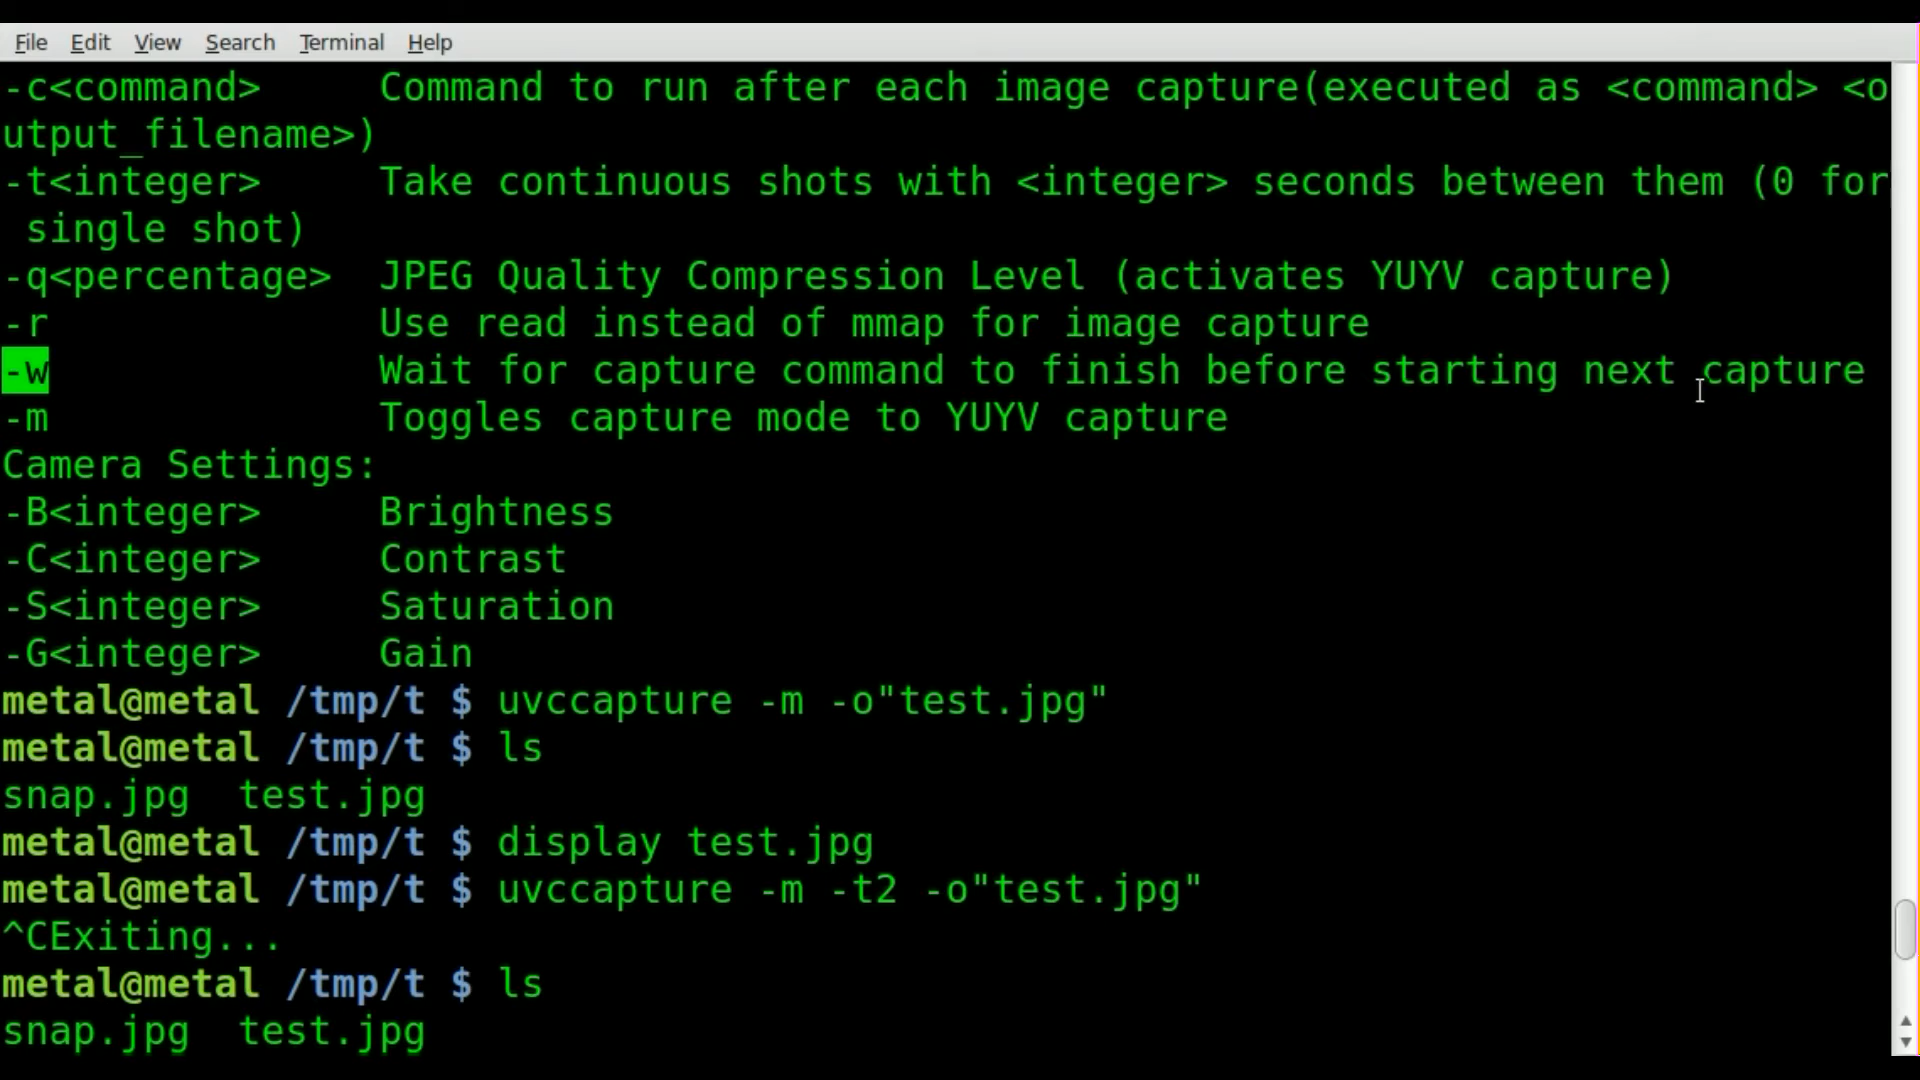 File Edit View Search Terminal Help
-c<command>     Command to run after each image capture(executed as <command> <o
utput_filename>)
-t<integer>     Take continuous shots with <integer> seconds between them (0 for
 single shot)
-q<percentage>  JPEG Quality Compression Level (activates YUYV capture)
-r              Use read instead of mmap for image capture
-w              Wait for capture command to finish before starting next capture
-m              Toggles capture mode to YUYV capture
Camera Settings:
-B<integer>     Brightness
-C<integer>     Contrast
-S<integer>     Saturation
-G<integer>     Gain
metal@metal /tmp/t $ uvccapture -m -o"test.jpg"
metal@metal /tmp/t $ ls
snap.jpg  test.jpg
metal@metal /tmp/t $ display test.jpg
metal@metal /tmp/t $ uvccapture -m -t2 -o"test.jpg"
^CExiting...
metal@metal /tmp/t $ ls
snap.jpg  test.jpg